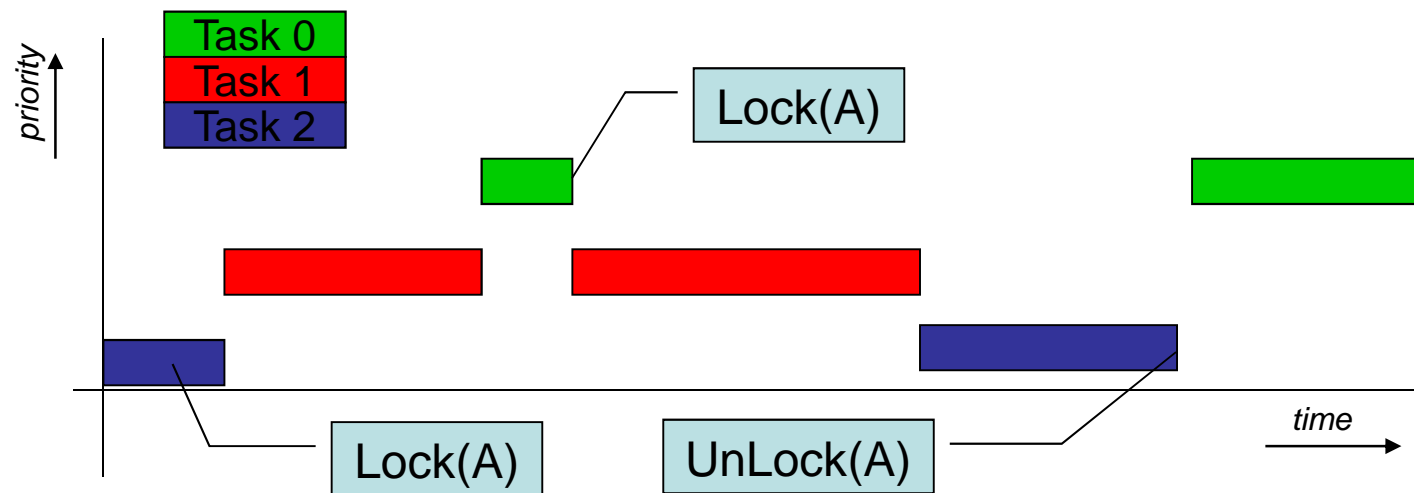 priority
Task 0
Task 1
Task 2
Lock(A)
Lock(A)
UnLock(A)
time